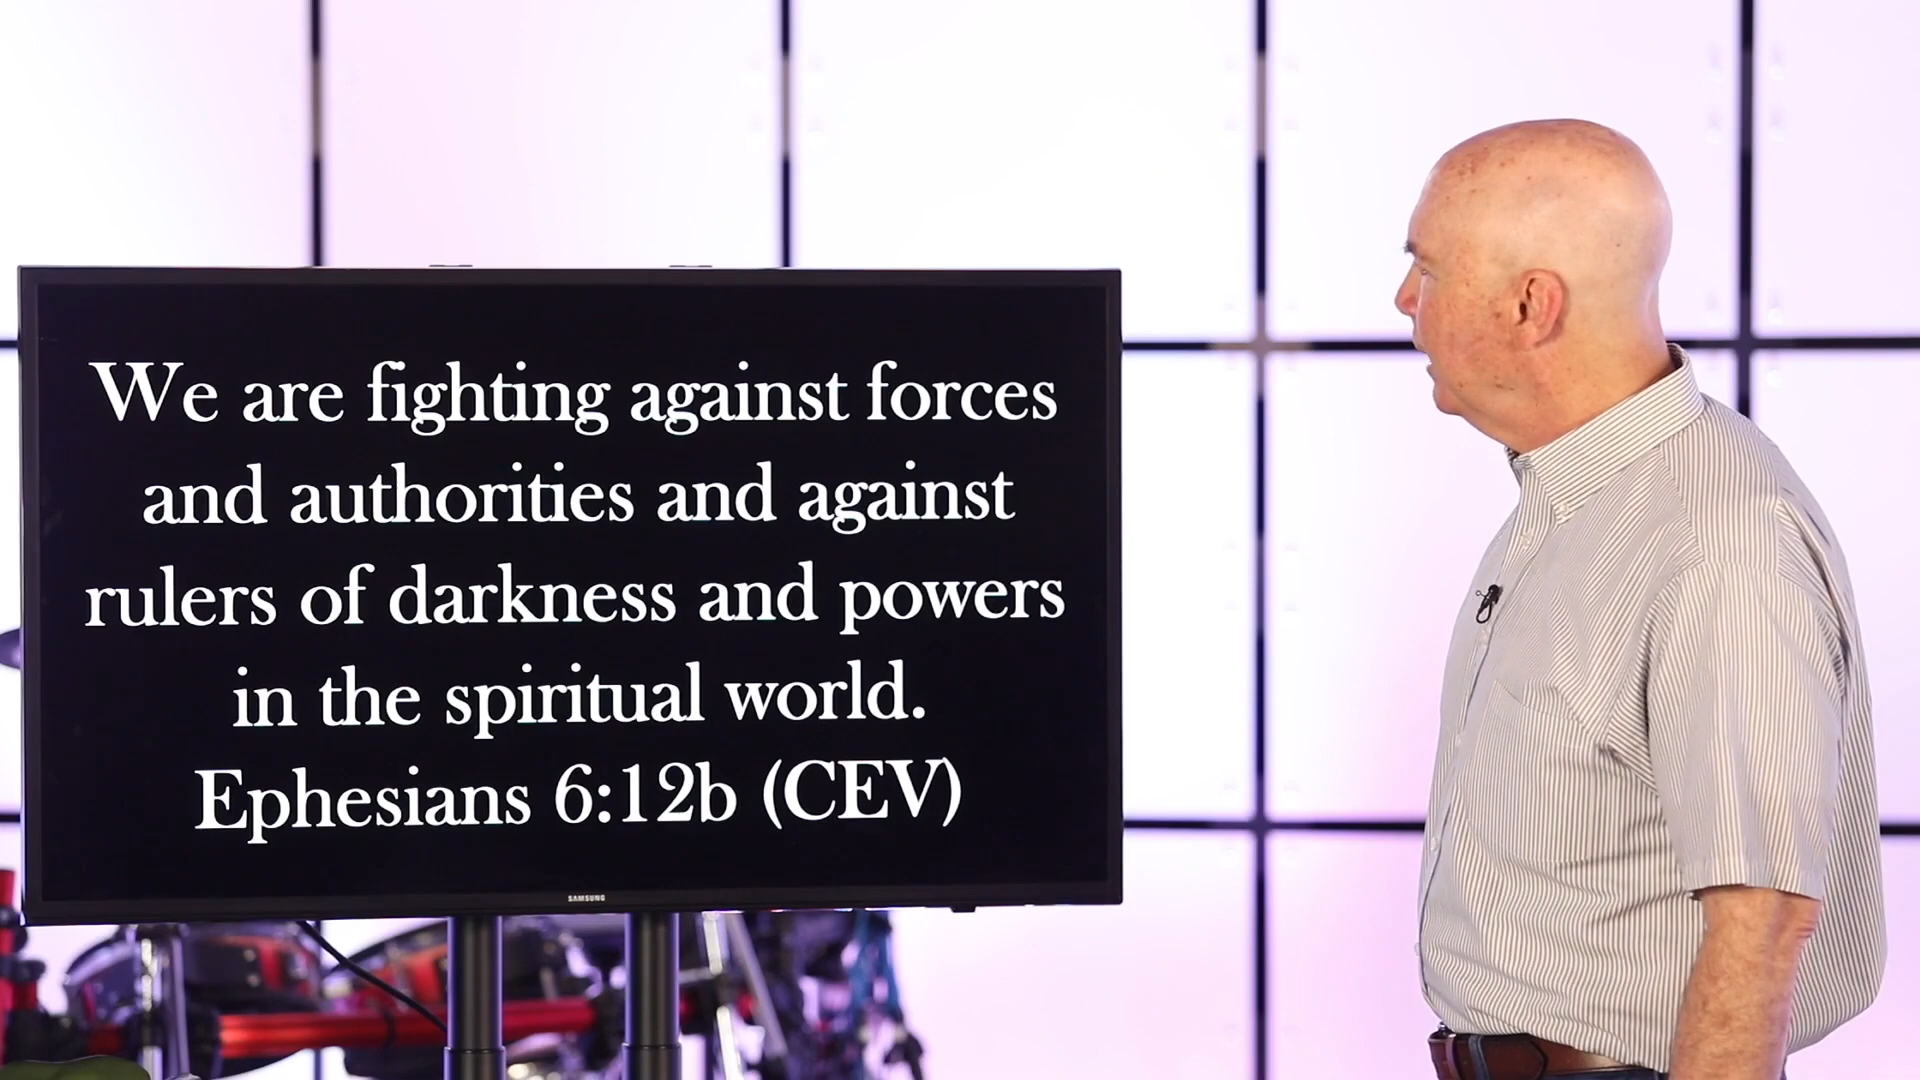 We are fighting against forces
and authorities and against
rulers of darkness and powers
in the spiritual world.
Ephesians 6:12b (CEV)
SAMSUNG